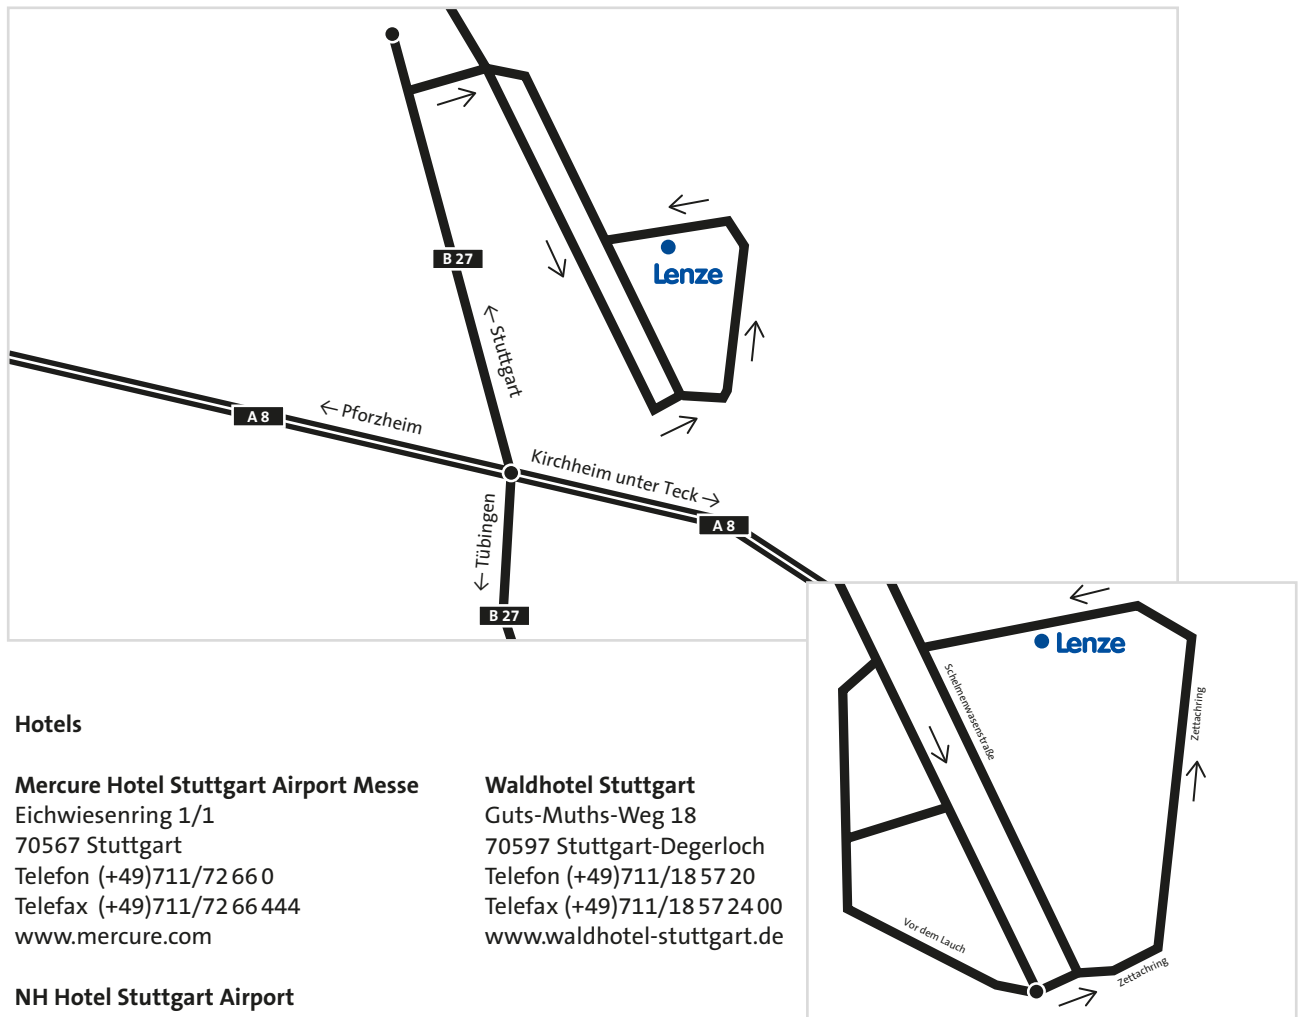 B 27
Lenze
← Stuttgart
← Pforzheim
A 8
Kirchheim unter Teck →
A 8
← Tübingen
B 27
Lenze
Schelmenwasenstraße
Zettachring
Vor dem Lauch
Zettachring
Hotels
Mercure Hotel Stuttgart Airport Messe
Eichwiesenring 1/1
70567 Stuttgart
Telefon (+49)711/72 66 0
Telefax (+49)711/72 66 444
www.mercure.com
NH Hotel Stuttgart Airport
Waldhotel Stuttgart
Guts-Muths-Weg 18
70597 Stuttgart-Degerloch
Telefon (+49)711/18 57 20
Telefax (+49)711/18 57 24 00
www.waldhotel-stuttgart.de